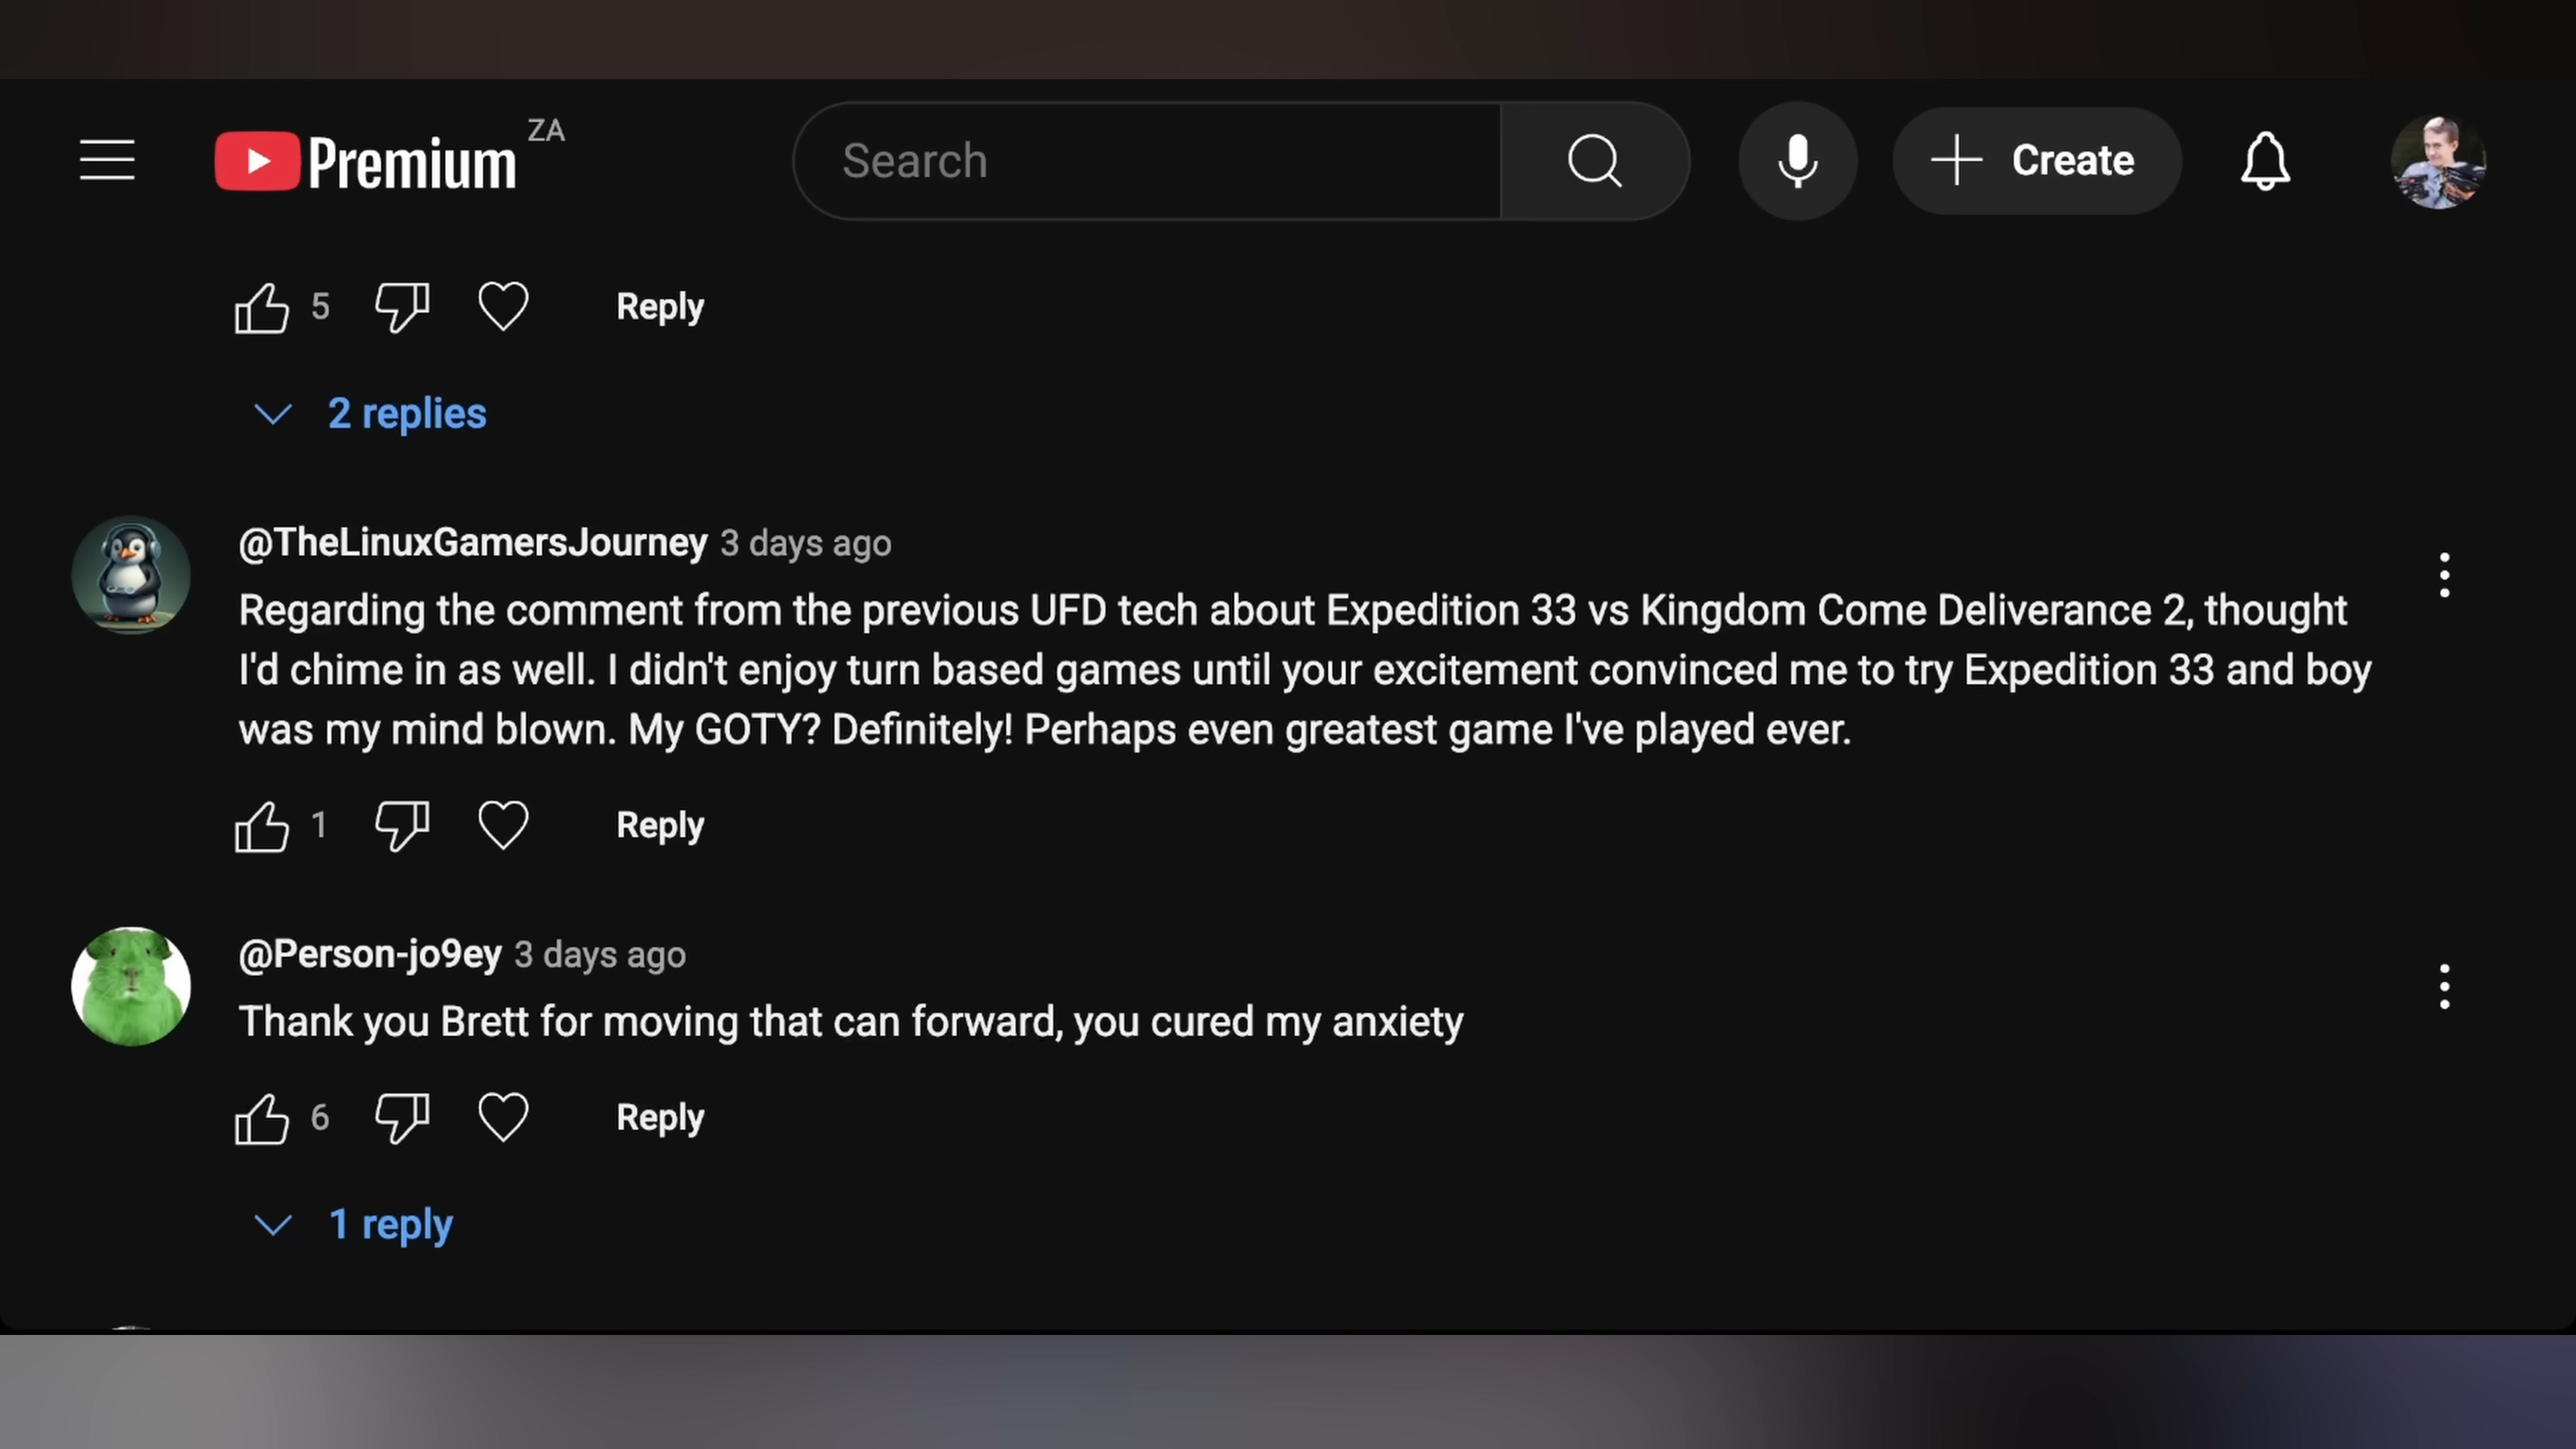 Premium ZA
Search
Create
5 Reply
2 replies
@TheLinuxGamersJourney 3 days ago
Regarding the comment from the previous UFD tech about Expedition 33 vs Kingdom Come Deliverance 2, thought
I'd chime in as well. I didn't enjoy turn based games until your excitement convinced me to try Expedition 33 and boy
was my mind blown. My GOTY? Definitely! Perhaps even greatest game I've played ever.
1 Reply
@Person-jo9ey 3 days ago
Thank you Brett for moving that can forward, you cured my anxiety
6 Reply
1 reply